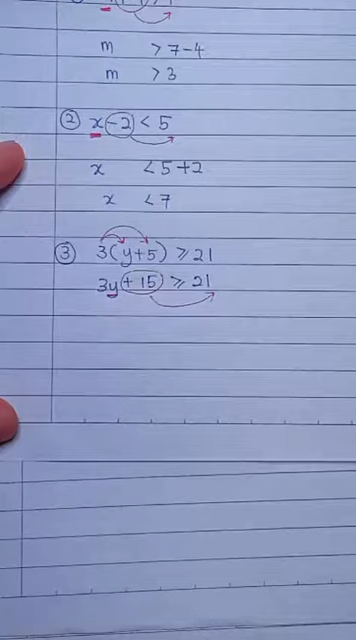 m > 7-4
m > 3
② x -2 < 5
x < 5+2
x < 7
③ 3(y+5) ⩾ 21
3y +15 ⩾ 21